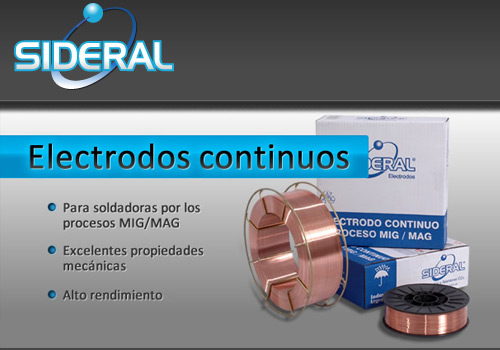 SIDERAL
Electrodos continuos
Para soldadoras por los
procesos MIG/MAG
Excelentes propiedades
mecánicas
Alto rendimiento
SIDERAL
Electrodos
ELECTRODO CONTINUO
PROCESO MIG / MAG
SIDERAL